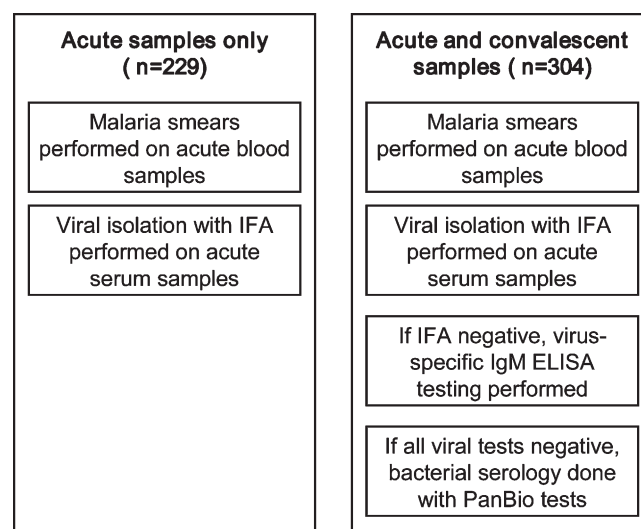 Acute samples only
( n=229)
Malaria smears
performed on acute blood
samples
Viral isolation with IFA
performed on acute
serum samples
Acute and convalescent
samples ( n=304)
Malaria smears
performed on acute blood
samples
Viral isolation with IFA
performed on acute
serum samples
If IFA negative, virus-
specific IgM ELISA
testing performed
If all viral tests negative,
bacterial serology done
with PanBio tests